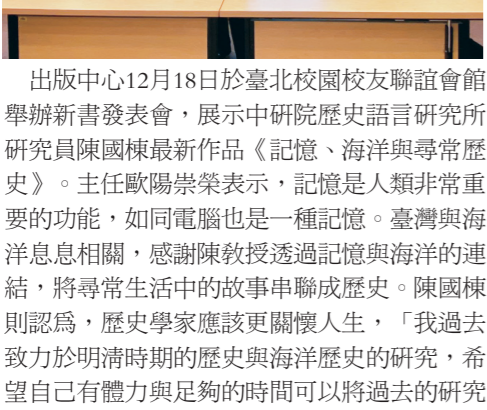 出版中心12月18日於臺北校園校友聯誼會館
舉辦新書發表會，展示中研院歷史語言研究所
研究員陳國棟最新作品《記憶、海洋與尋常歷
史》。主任歐陽崇榮表示，記憶是人類非常重
要的功能，如同電腦也是一種記憶。臺灣與海
洋息息相關，感謝陳教授透過記憶與海洋的連
結，將尋常生活中的故事串聯成歷史。陳國棟
則認為，歷史學家應該更關懷人生，「我過去
致力於明清時期的歷史與海洋歷史的研究，希
望自己有體力與足夠的時間可以將過去的研究